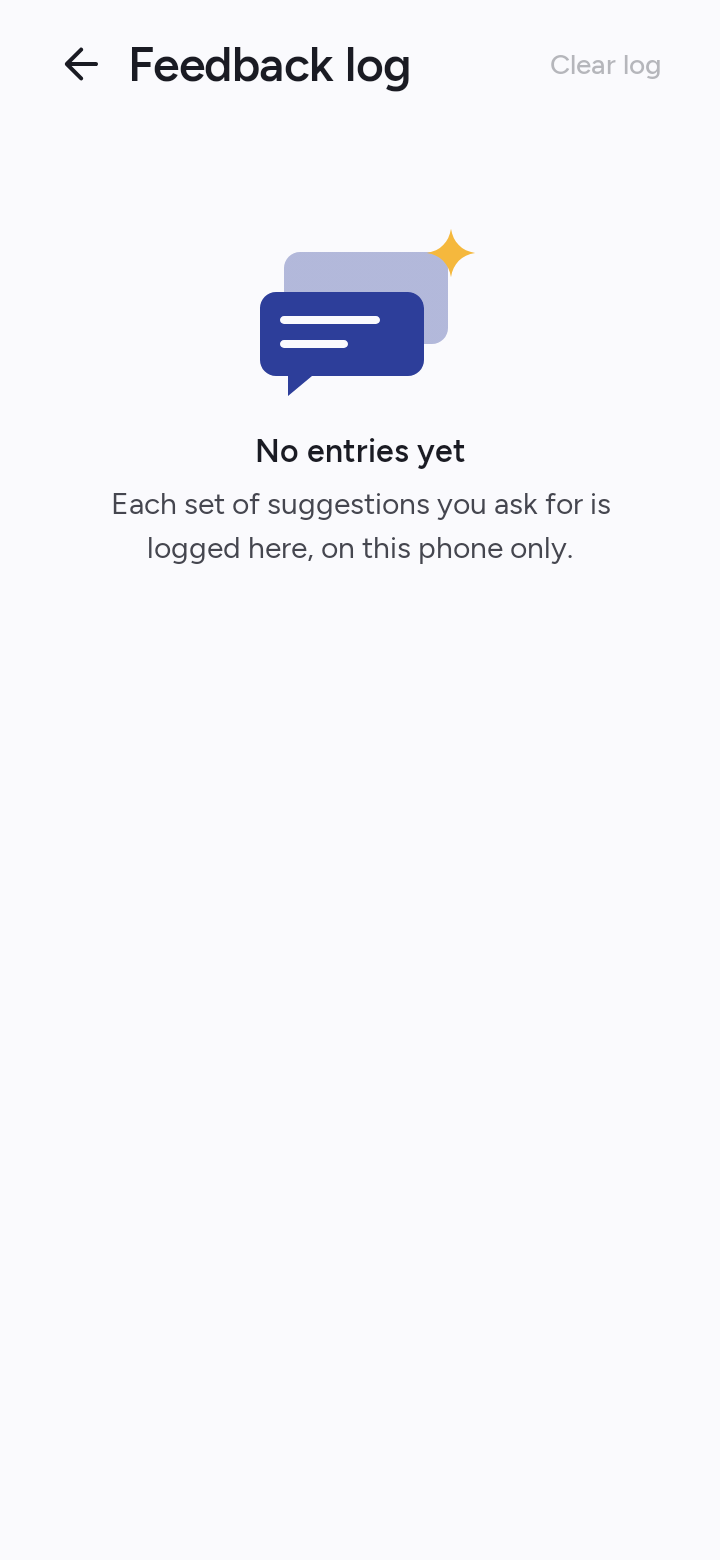 Feedback log
Clear log
No entries yet
Each set of suggestions you ask for is
logged here, on this phone only.